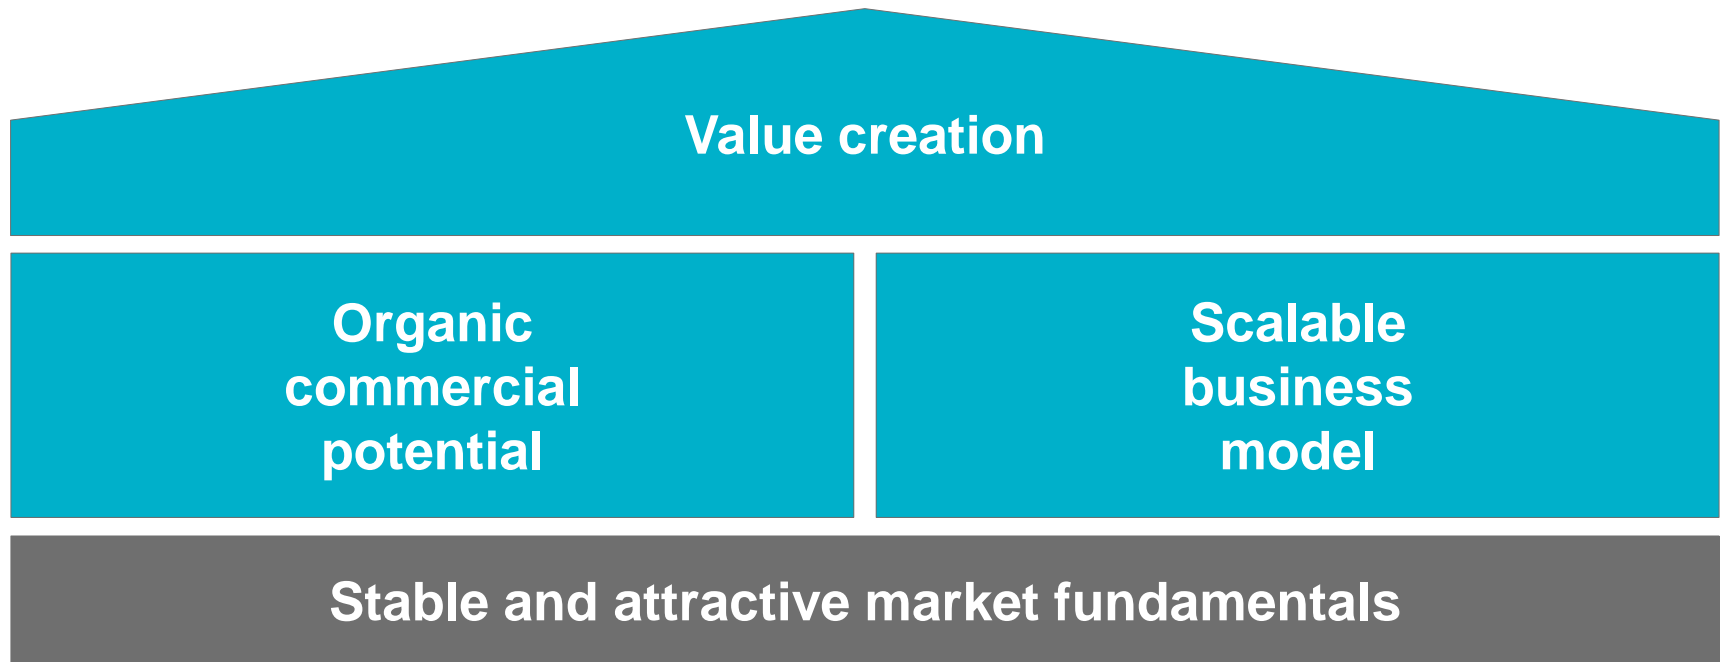 Value creation
Organic
commercial
potential
Scalable
business
model
Stable and attractive market fundamentals